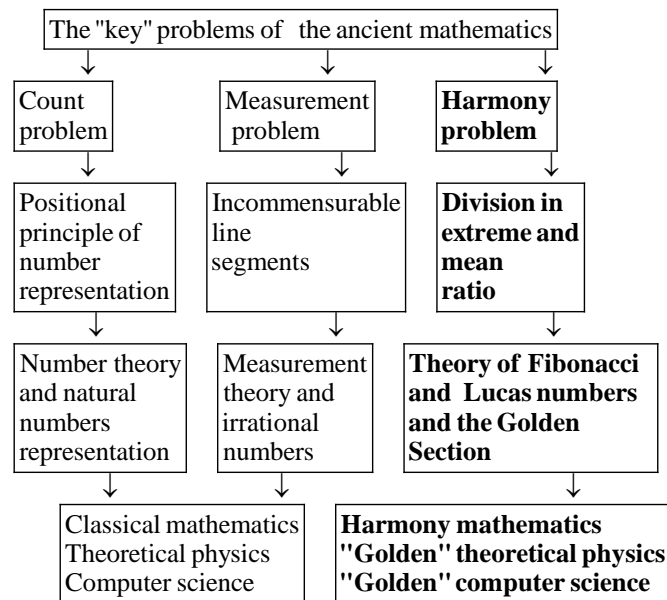 The "key" problems of the ancient mathematics
Count
problem
Measurement
problem
Harmony
problem
Positional
principle of
number
representation
Incommensurable
line
segments
Division in
extreme and
mean
ratio
Number theory
and natural
numbers
representation
Measurement
theory and
irrational
numbers
Theory of Fibonacci
and Lucas numbers
and the Golden
Section
Classical mathematics
Theoretical physics
Computer science
Harmony mathematics
"Golden" theoretical physics
"Golden" computer science